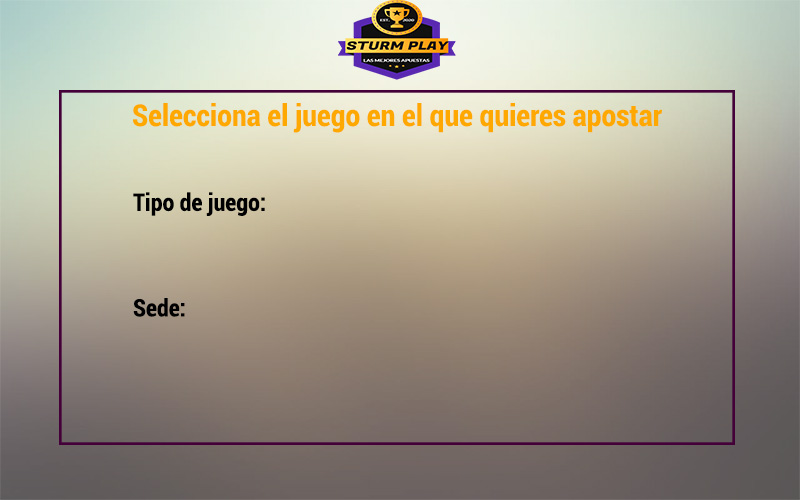 EST. 2020
STURM PLAY
LAS MEJORES APUESTAS
Selecciona el juego en el que quieres apostar
Tipo de juego:
Sede: